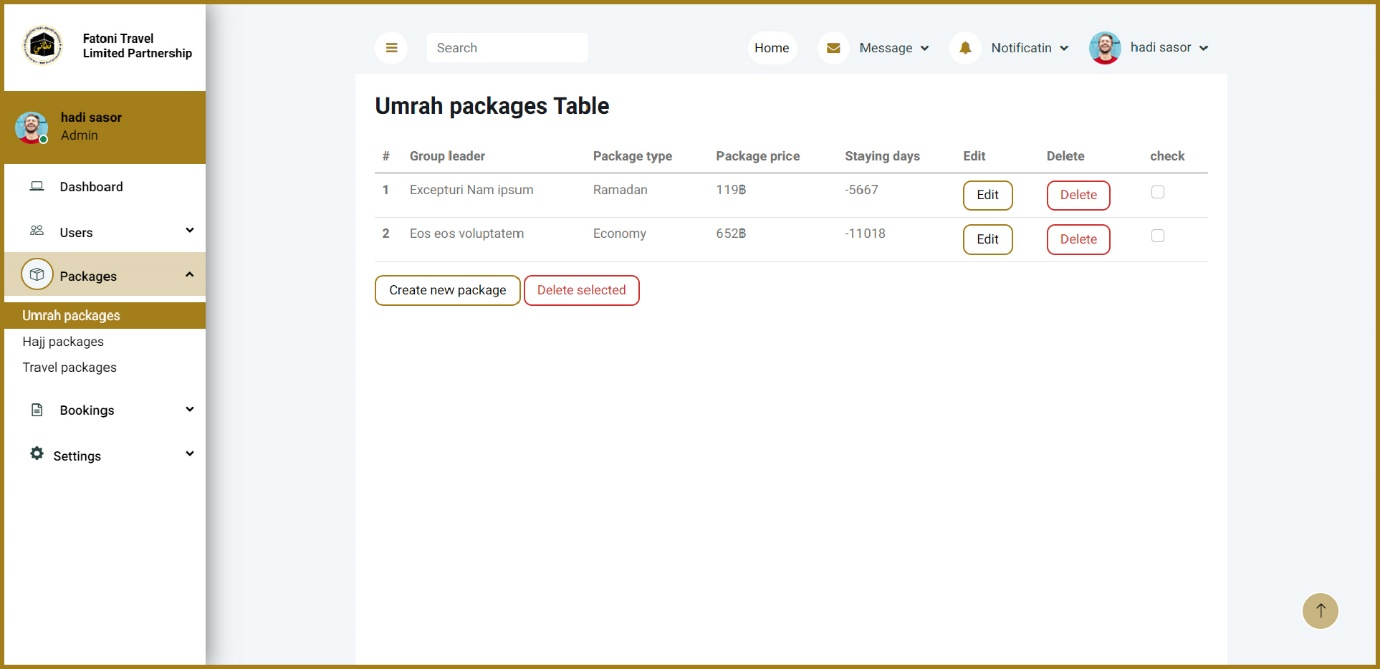 Fatoni Travel
Limited Partnership
Search
Home
Message
Notificatin
hadi sasor
hadi sasor
Admin
Dashboard
Users
Packages
Umrah packages
Hajj packages
Travel packages
Bookings
Settings
Umrah packages Table
# Group leader Package type Package price Staying days Edit Delete check
1 Excepturi Nam ipsum Ramadan 119฿ -5667 Edit Delete
2 Eos eos voluptatem Economy 652฿ -11018 Edit Delete
Create new package Delete selected